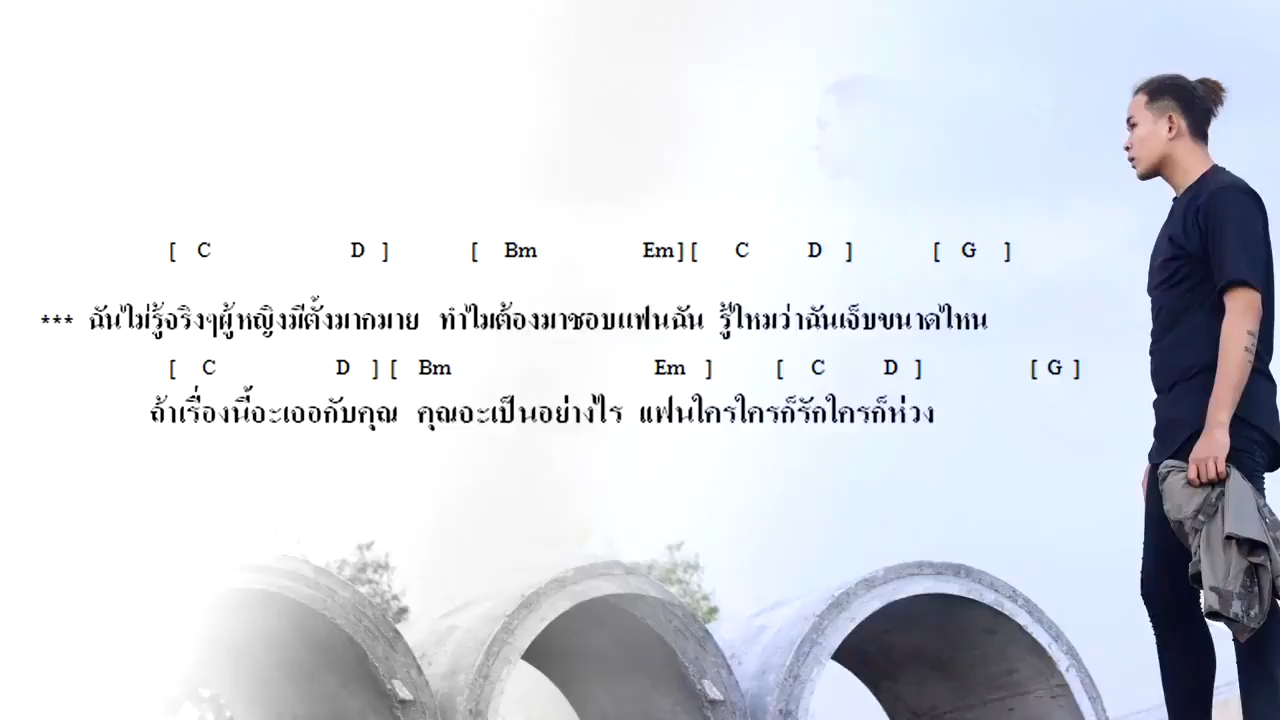 [ C D ] [ Bm Em] [ C D ] [ G ]
*** ฉันไม่รู้จริงๆผู้หญิงมีตั้งมากมาย ทำไมต้องมาชอบแฟนฉัน รู้ไหมว่าฉันเจ็บขนาดไหน
[ C D ] [ Bm Em ] [ C D ] [ G ]
ถ้าเรื่องนี้จะเจอกับคุณ คุณจะเป็นอย่างไร แฟนใครใครก็รักใครก็ห่วง